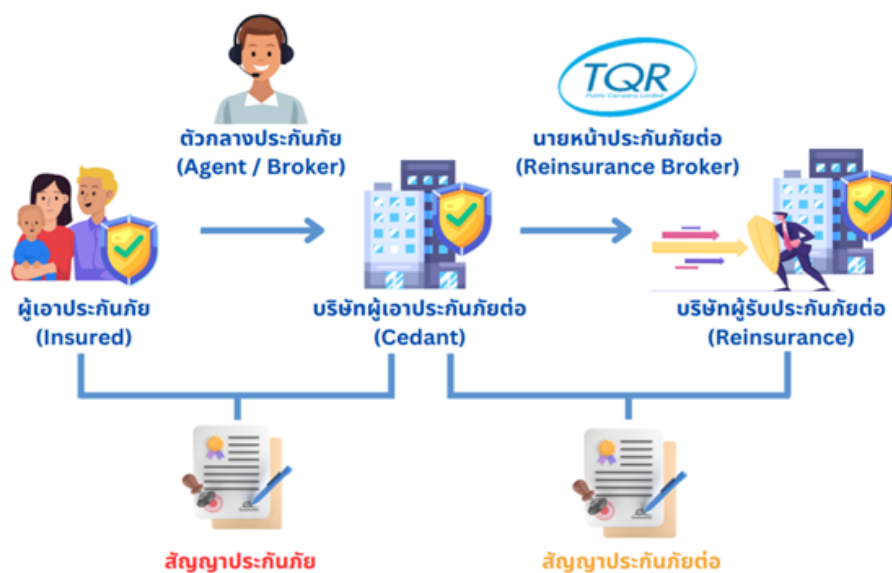 TQR
Public Company Limited
ตัวกลางประกันภัย
(Agent / Broker)
นายหน้าประกันภัยต่อ
(Reinsurance Broker)
ผู้เอาประกันภัย
(Insured)
บริษัทผู้เอาประกันภัยต่อ
(Cedant)
บริษัทผู้รับประกันภัยต่อ
(Reinsurance)
สัญญาประกันภัย
สัญญาประกันภัยต่อ